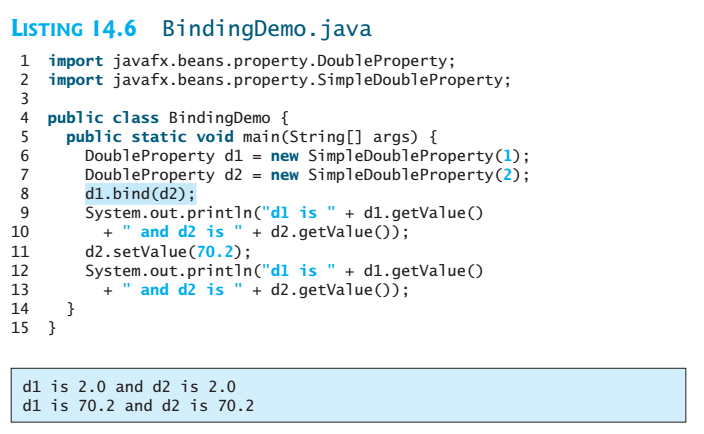 LISTING 14.6 BindingDemo.java
1 import javafx.beans.property.DoubleProperty;
2 import javafx.beans.property.SimpleDoubleProperty;
3
4 public class BindingDemo {
5   public static void main(String[] args) {
6     DoubleProperty d1 = new SimpleDoubleProperty(1);
7     DoubleProperty d2 = new SimpleDoubleProperty(2);
8     d1.bind(d2);
9     System.out.println("d1 is " + d1.getValue()
10       + " and d2 is " + d2.getValue());
11     d2.setValue(70.2);
12     System.out.println("d1 is " + d1.getValue()
13       + " and d2 is " + d2.getValue());
14   }
15 }
d1 is 2.0 and d2 is 2.0
d1 is 70.2 and d2 is 70.2